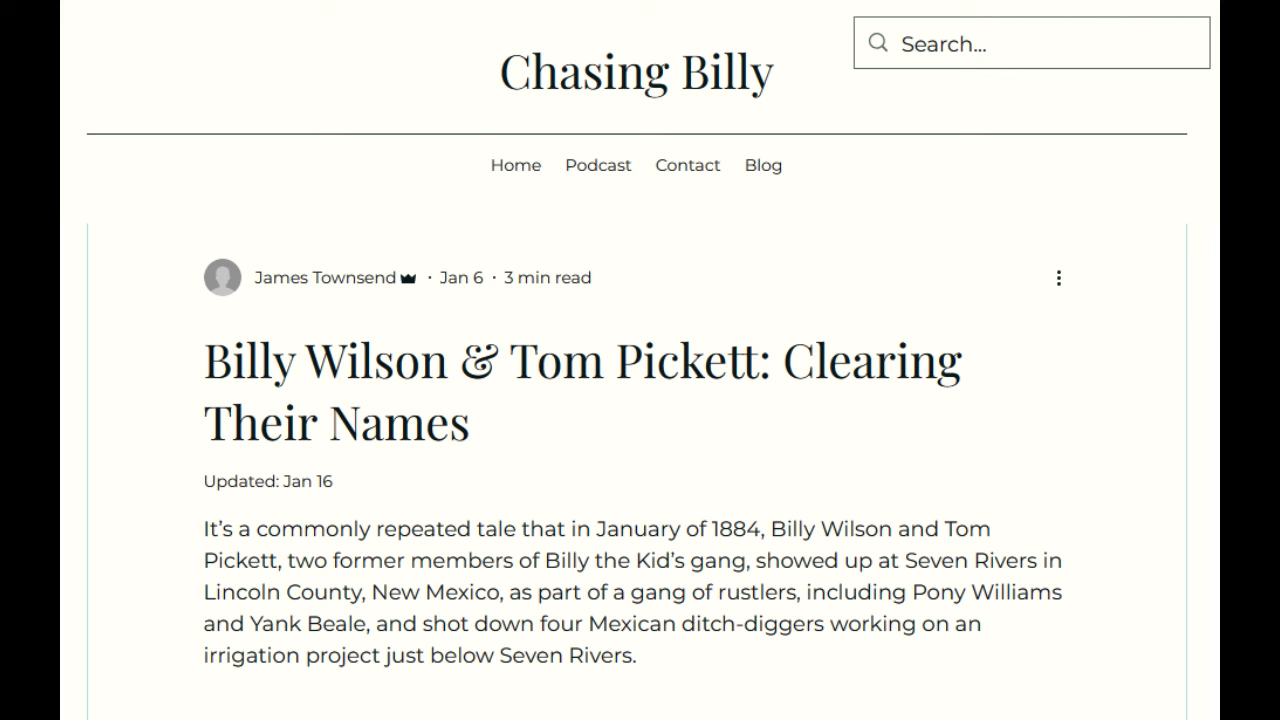 Search...
Chasing Billy
Home Podcast Contact Blog
James Townsend · Jan 6 · 3 min read
Billy Wilson & Tom Pickett: Clearing
Their Names
Updated: Jan 16
It’s a commonly repeated tale that in January of 1884, Billy Wilson and Tom
Pickett, two former members of Billy the Kid’s gang, showed up at Seven Rivers in
Lincoln County, New Mexico, as part of a gang of rustlers, including Pony Williams
and Yank Beale, and shot down four Mexican ditch-diggers working on an
irrigation project just below Seven Rivers.